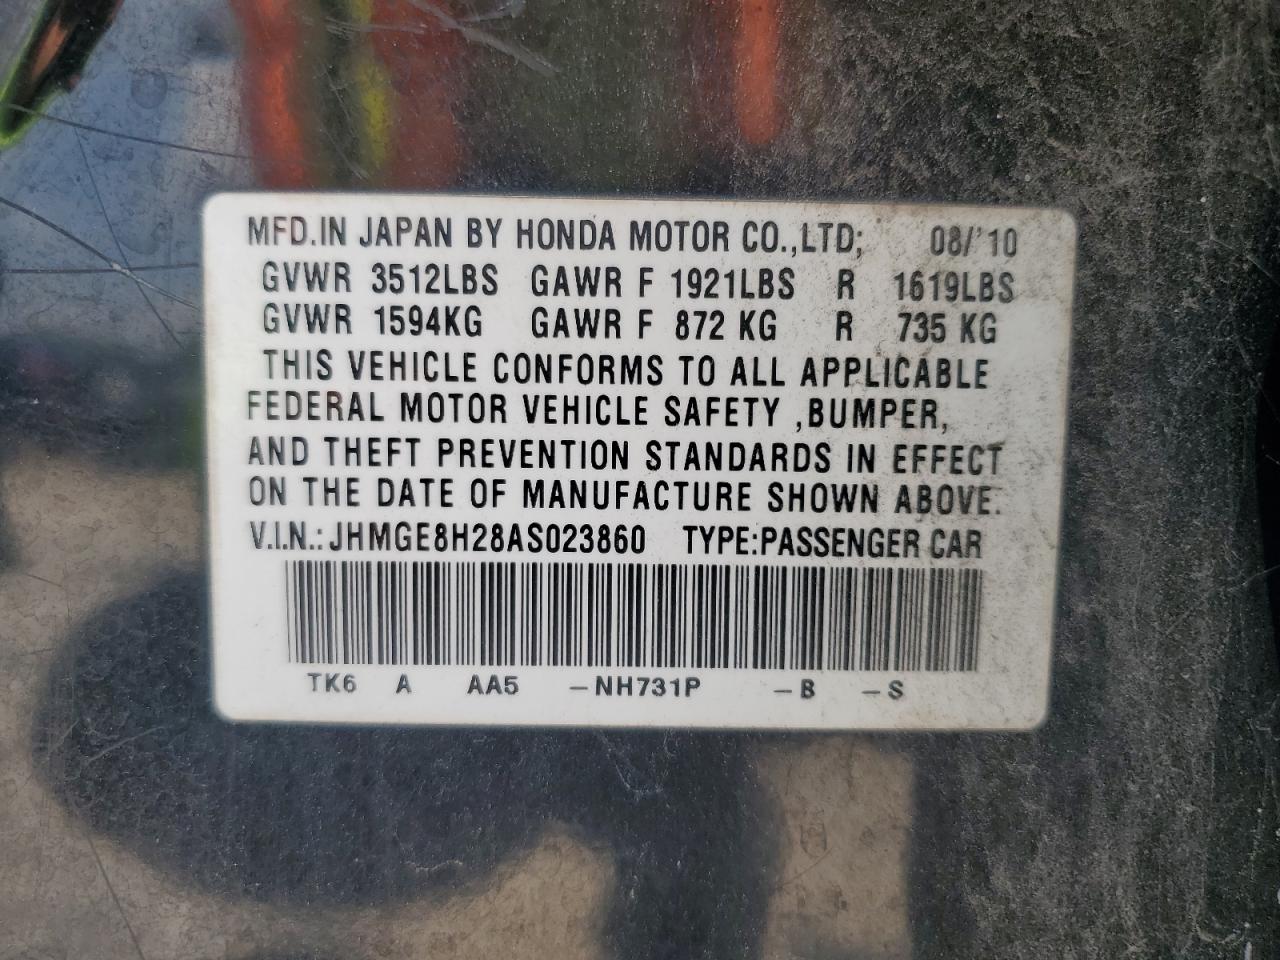 MFD.IN JAPAN BY HONDA MOTOR CO.,LTD; 08/'10
GVWR 3512LBS GAWR F 1921LBS R 1619LBS
GVWR 1594KG GAWR F 872 KG R 735 KG
THIS VEHICLE CONFORMS TO ALL APPLICABLE
FEDERAL MOTOR VEHICLE SAFETY ,BUMPER,
AND THEFT PREVENTION STANDARDS IN EFFECT
ON THE DATE OF MANUFACTURE SHOWN ABOVE.
V.I.N.: JHMGE8H28AS023860 TYPE:PASSENGER CAR
TK6 A AA5 -NH731P -B -S